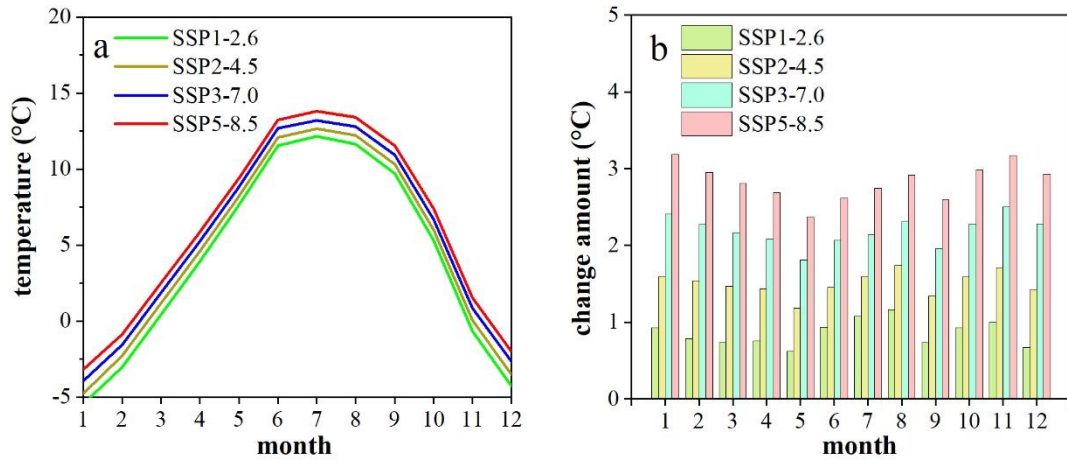 a
SSP1-2.6
SSP2-4.5
SSP3-7.0
SSP5-8.5
temperature (°C)
20
15
10
5
0
-5
1 2 3 4 5 6 7 8 9 10 11 12
month
b
SSP1-2.6
SSP2-4.5
SSP3-7.0
SSP5-8.5
change amount (°C)
5
4
3
2
1
0
1 2 3 4 5 6 7 8 9 10 11 12
month